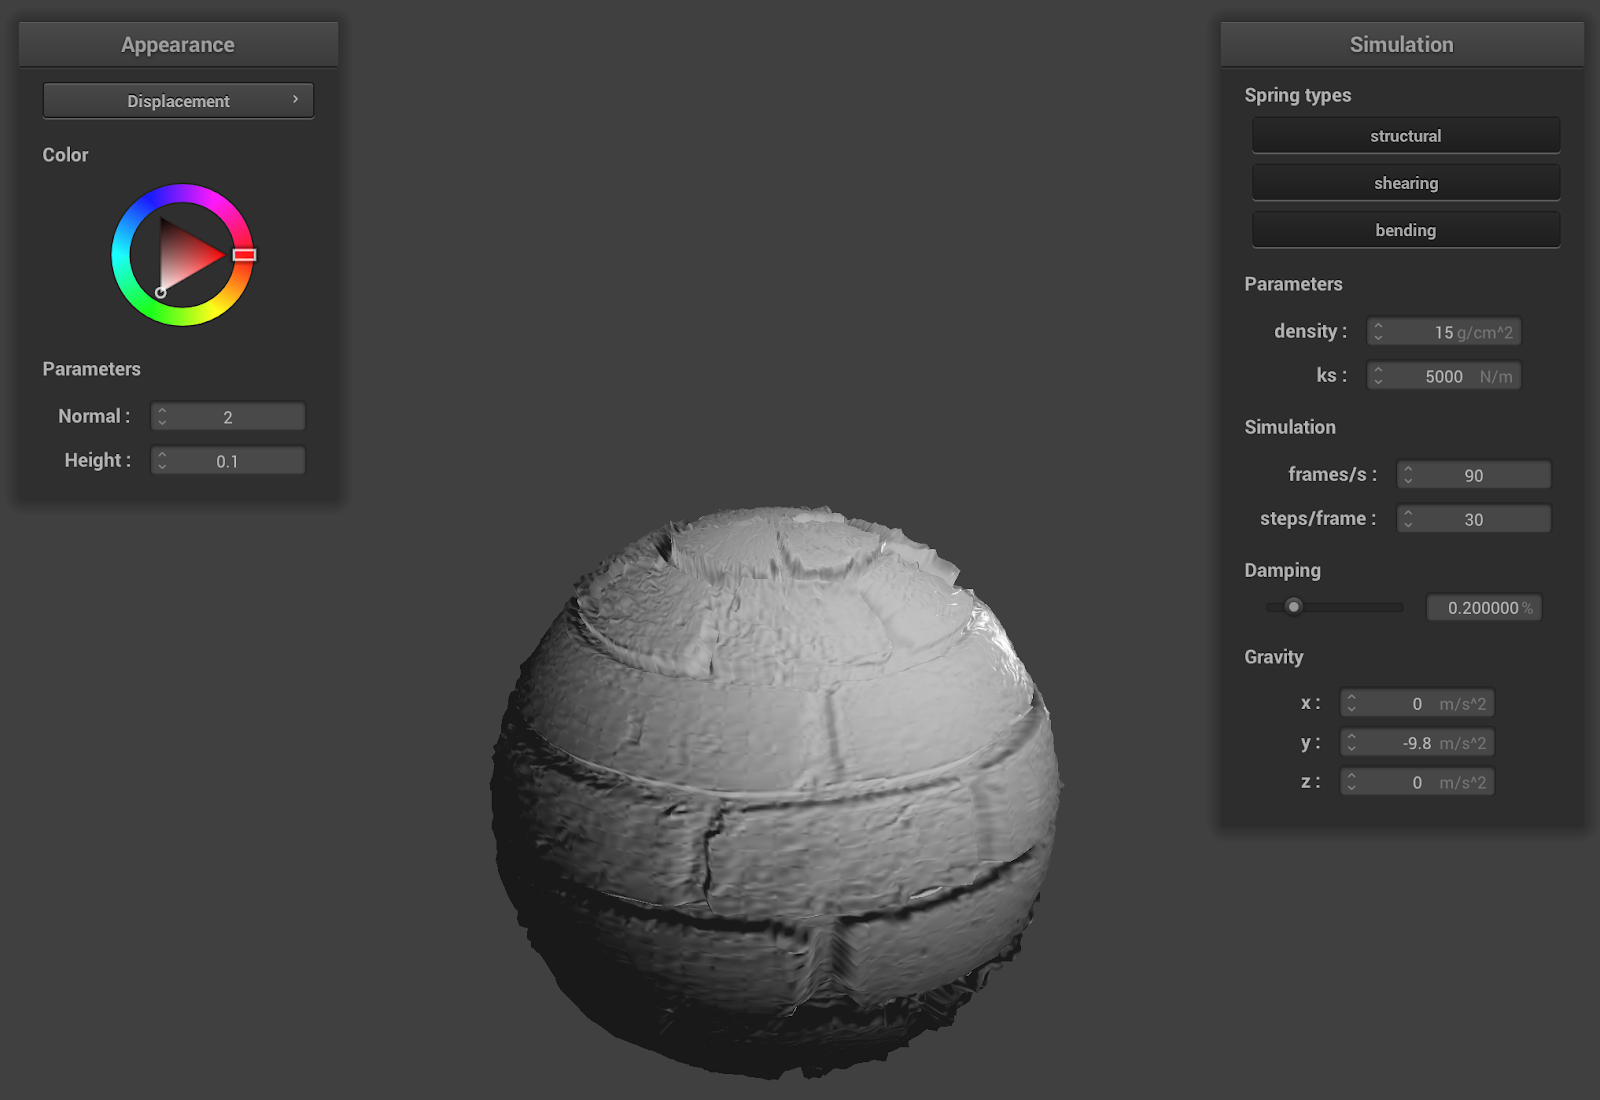 Appearance
Displacement
Color
Parameters
Normal : 2
Height : 0.1
Simulation
Spring types
structural
shearing
bending
Parameters
density : 15 g/cm^2
ks : 5000 N/m
Simulation
frames/s : 90
steps/frame : 30
Damping
0.200000 %
Gravity
x : 0 m/s^2
y : -9.8 m/s^2
z : 0 m/s^2